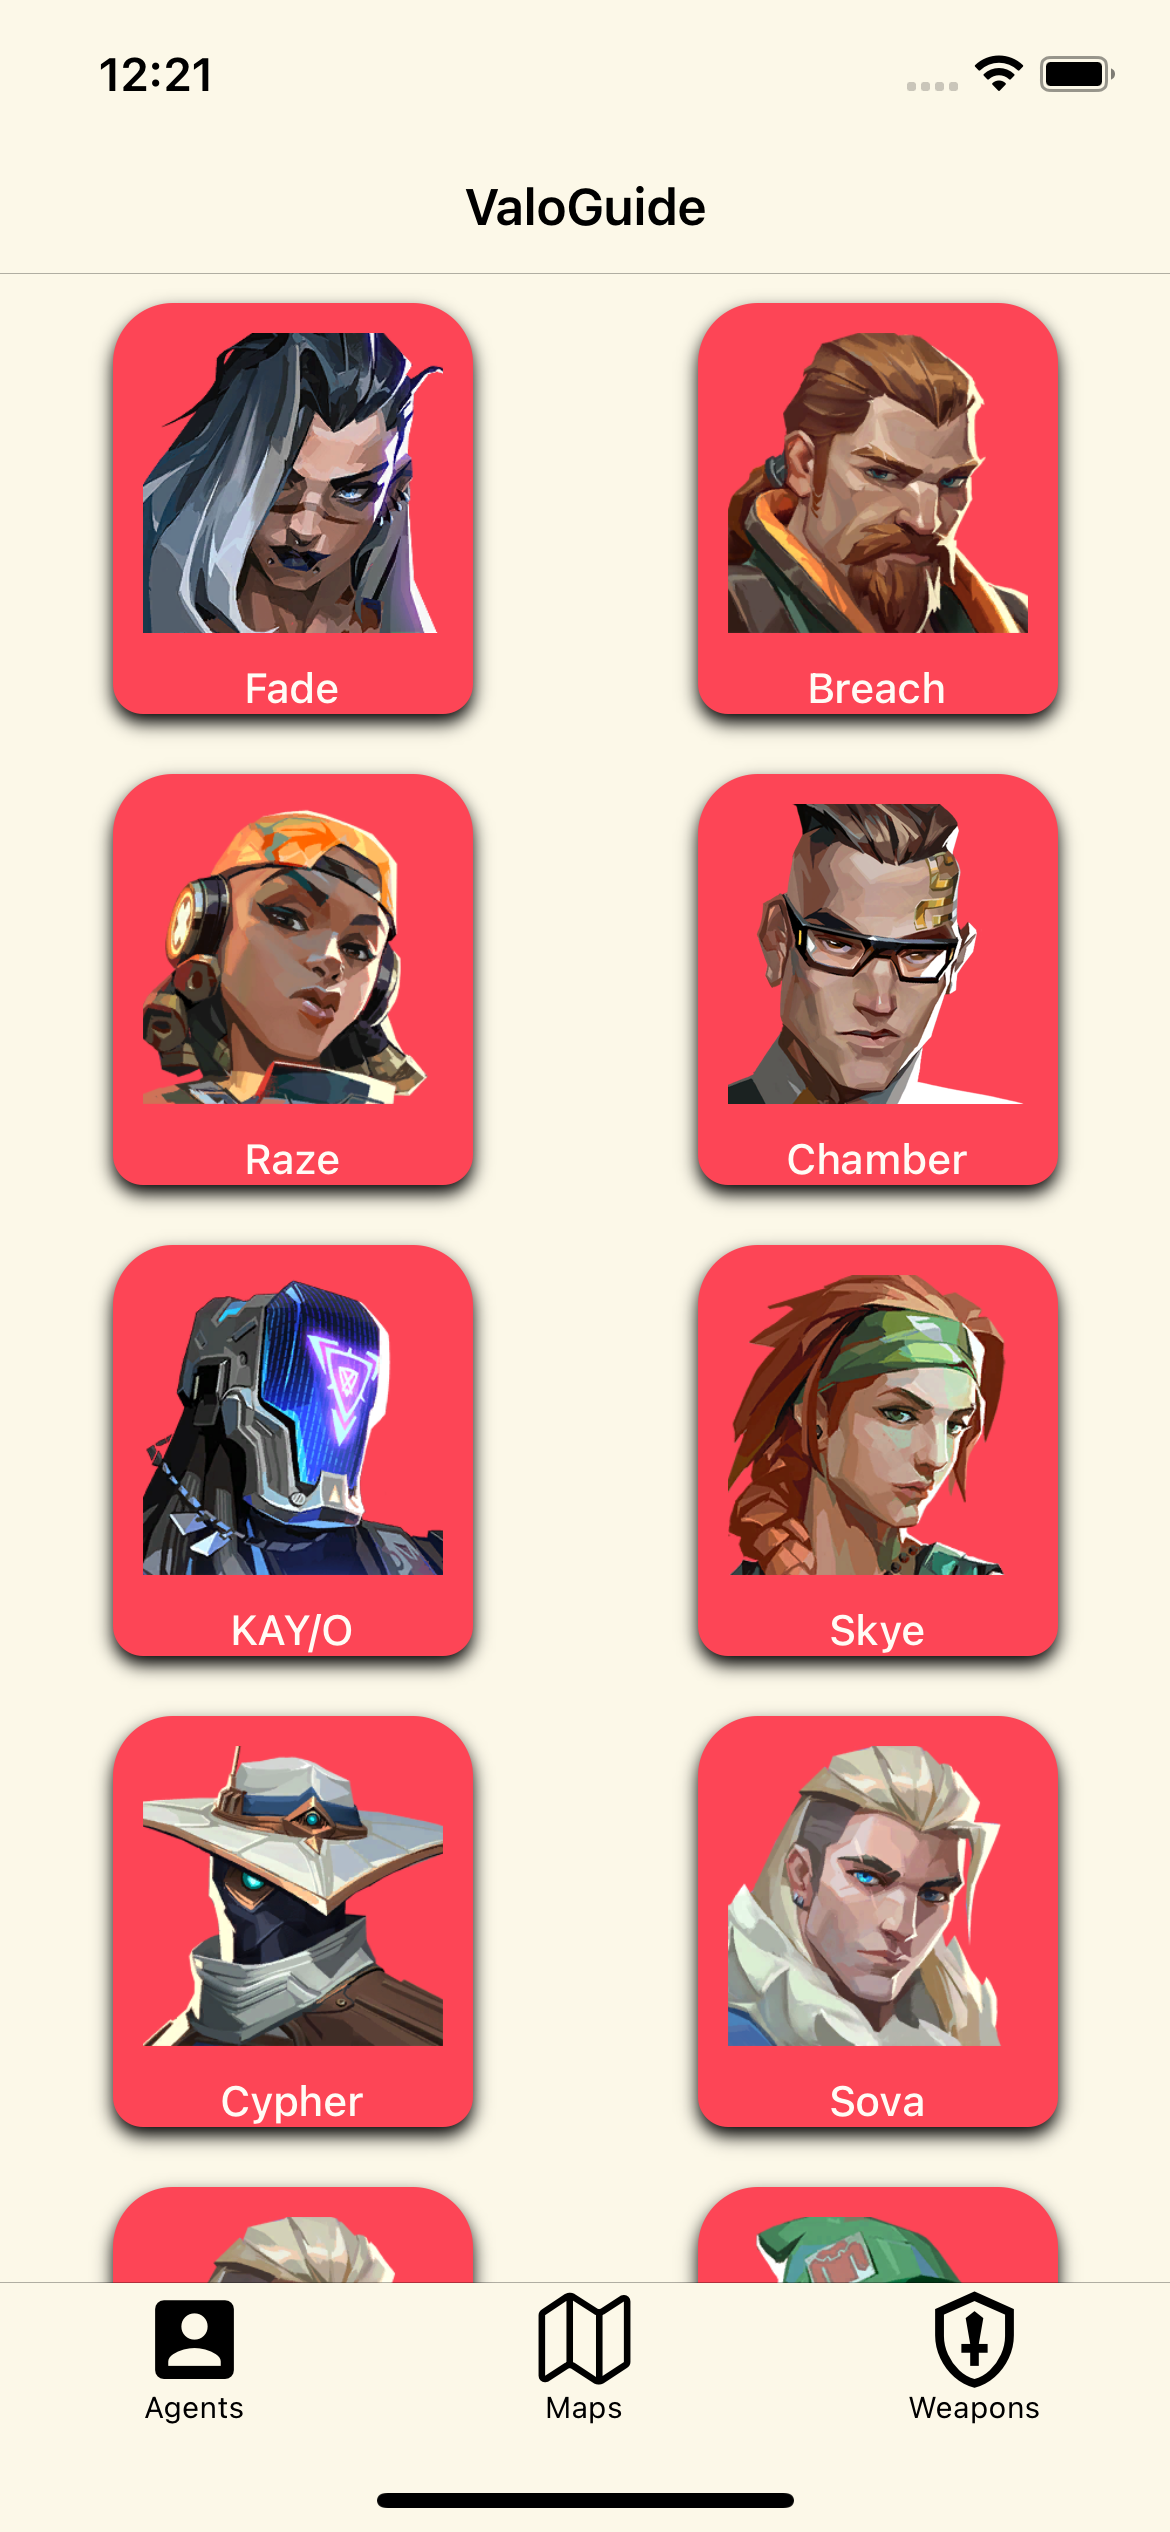 12:21
ValoGuide
Fade
Breach
Raze
Chamber
KAY/O
Skye
Cypher
Sova
Agents
Maps
Weapons